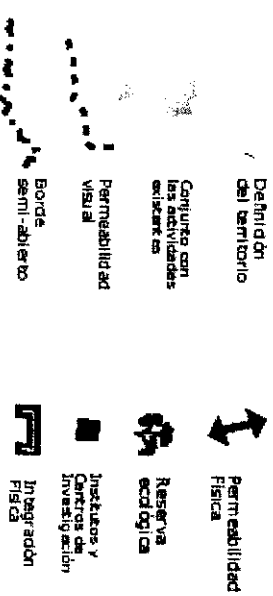 Definición
del territorio
Conjunto con
las actividades
existentes
Permeabilidad
visual
Borde
semi-abierto
Permeabilidad
Física
Reserva
ecológica
Institutos y
Centros de
Investigación
Integración
Física